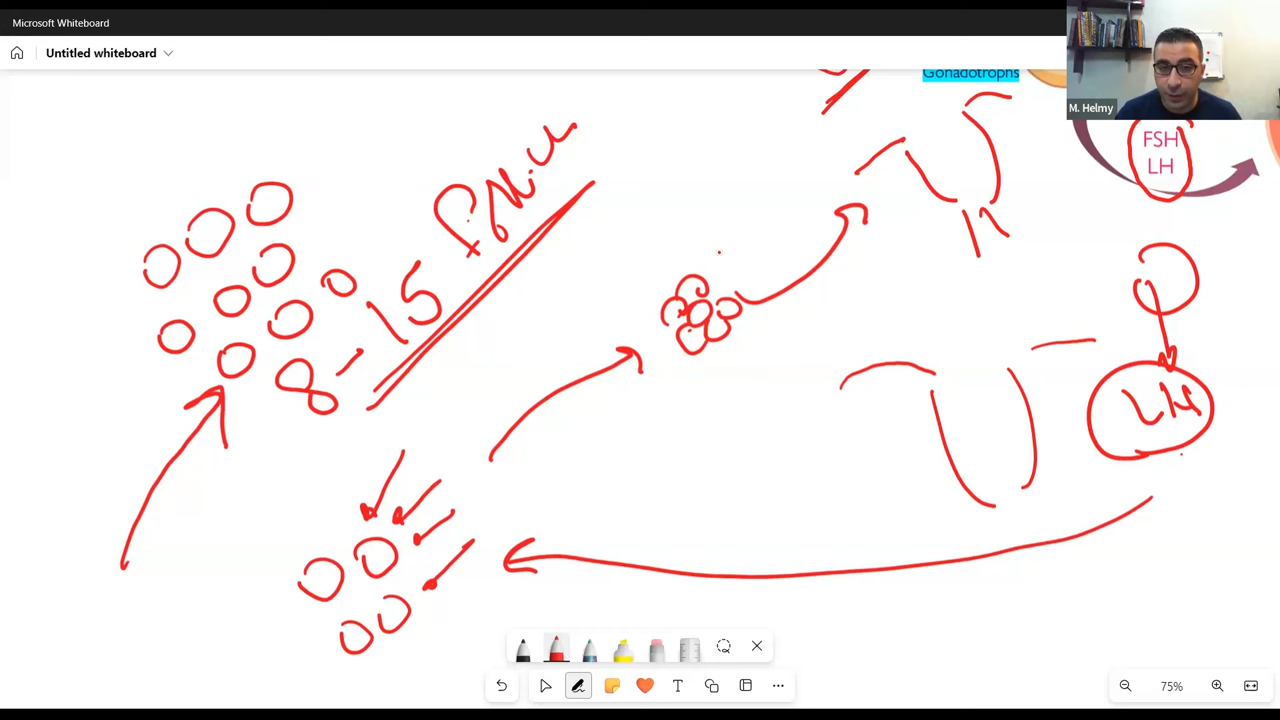 Microsoft Whiteboard
Untitled whiteboard
Gonadotrophs
M. Helmy
FSH
LH
8-15
LH
75%